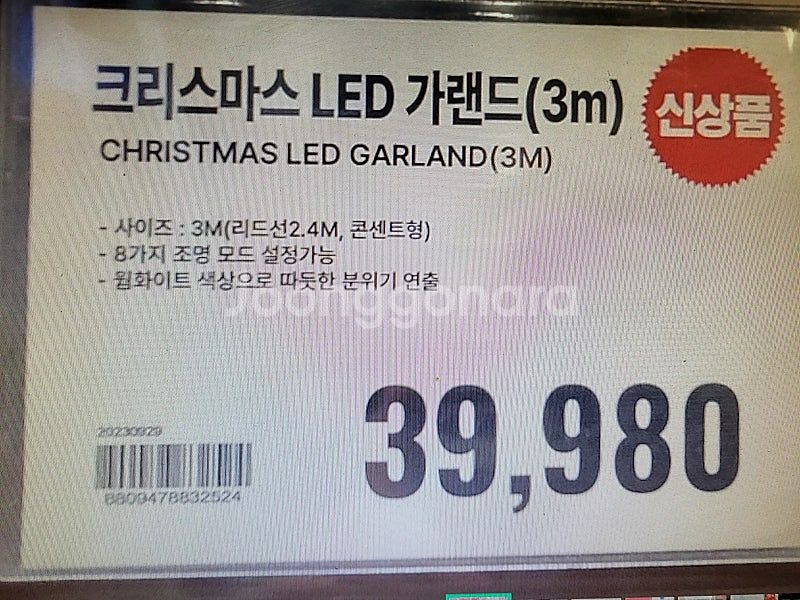 크리스마스 LED 가랜드(3m)
신상품
CHRISTMAS LED GARLAND(3M)
- 사이즈 : 3M(리드선2.4M, 콘센트형)
- 8가지 조명 모드 설정가능
- 웜화이트 색상으로 따듯한 분위기 연출
Joonggonara
39,980
20230929
8809478832524